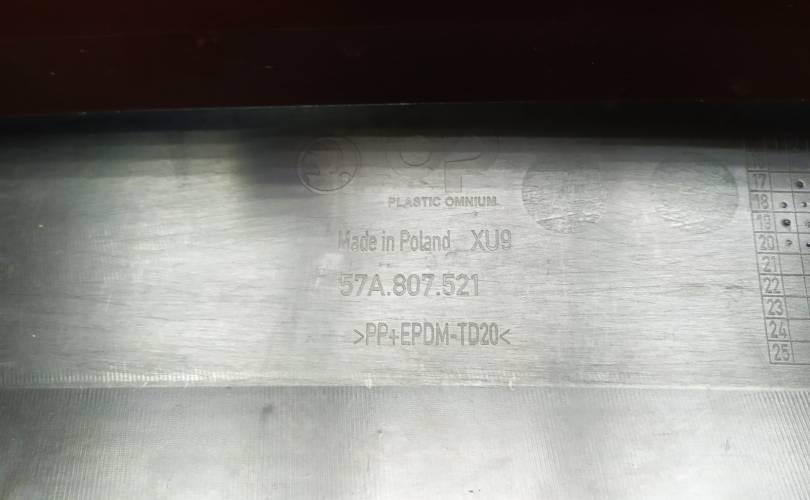 PLASTIC OMNIUM
Made in Poland XU9
57A.807.521
>PP+EPDM-TD20<
17
18
19
20
21
22
23
24
25